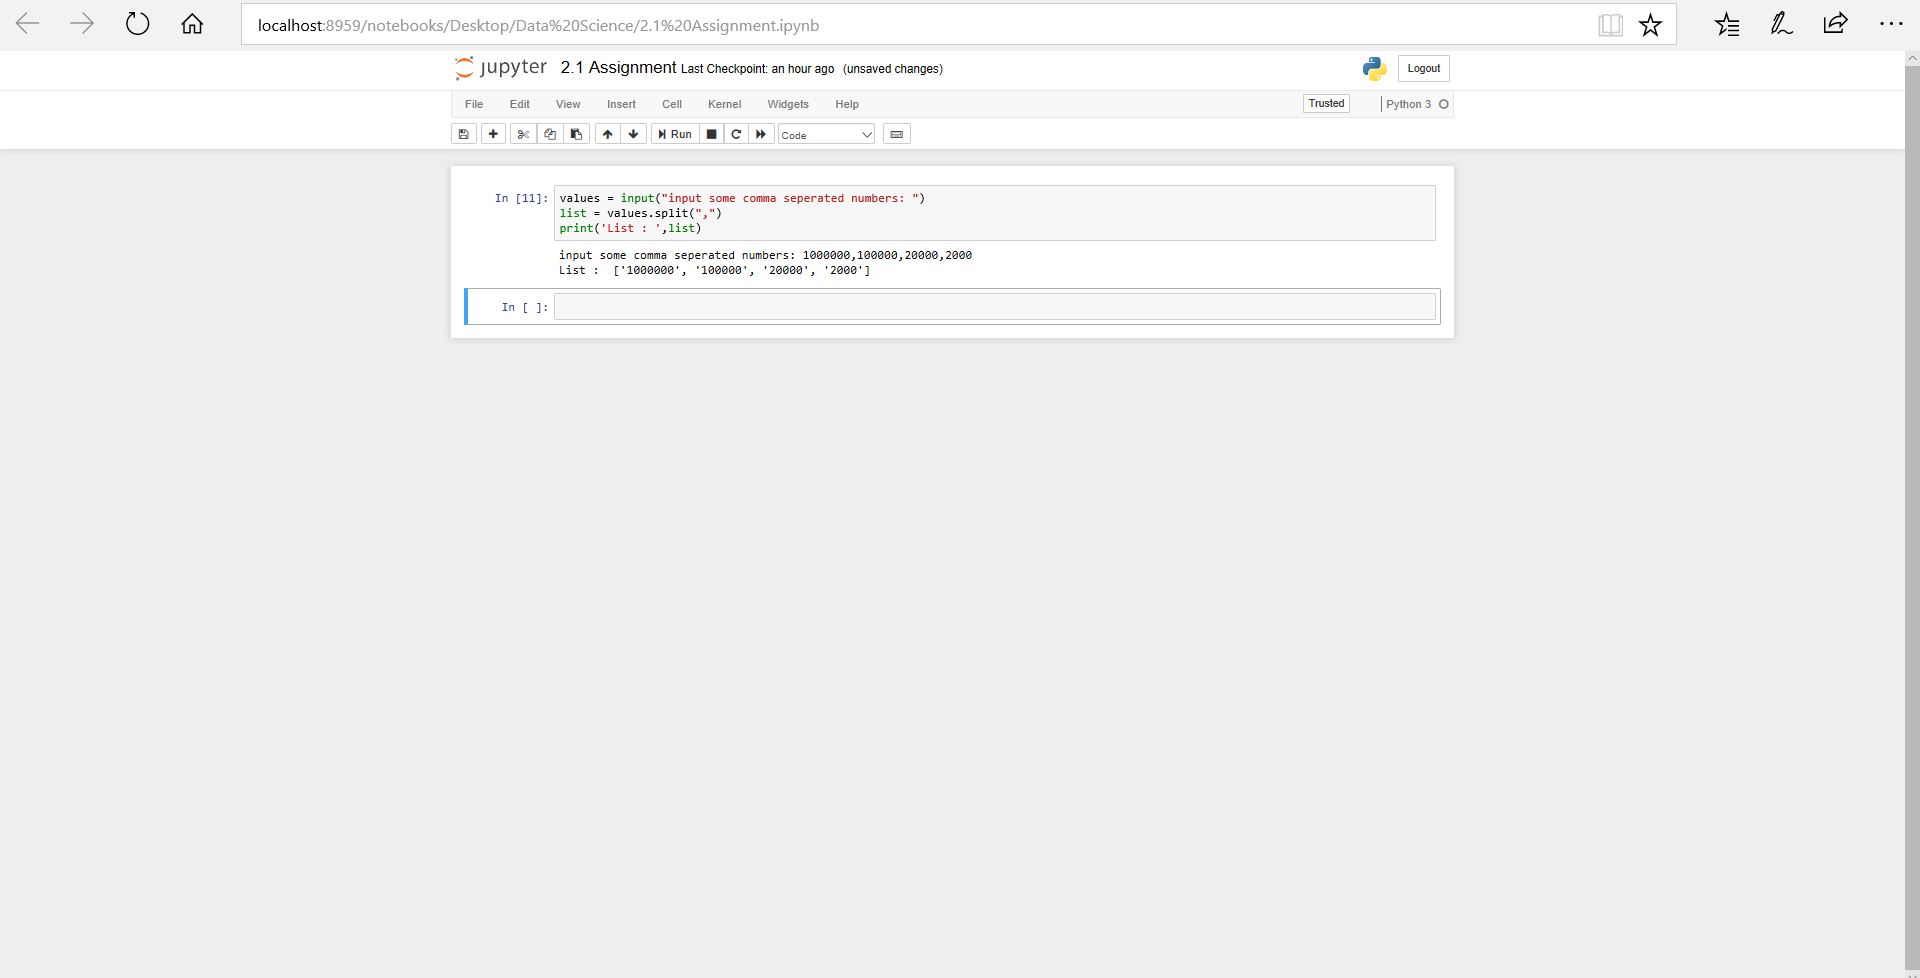 localhost:8959/notebooks/Desktop/Data%20Science/2.1%20Assignment.ipynb
jupyter 2.1 Assignment Last Checkpoint: an hour ago (unsaved changes) Logout
File Edit View Insert Cell Kernel Widgets Help Trusted Python 3
Run Code
In [11]: values = input("input some comma seperated numbers: ")
list = values.split(",")
print('List : ',list)
input some comma seperated numbers: 1000000,100000,20000,2000
List :  ['1000000', '100000', '20000', '2000']
In [ ]: